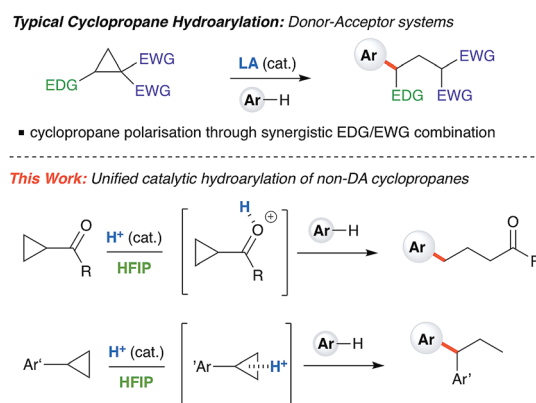 Typical Cyclopropane Hydroarylation: Donor-Acceptor systems
EWG
EDG
EWG
LA (cat.)
Ar–H
Ar
EWG
EDG
EWG
▪ cyclopropane polarisation through synergistic EDG/EWG combination
This Work: Unified catalytic hydroarylation of non-DA cyclopropanes
O
R
H+ (cat.)
HFIP
H
⊕
O
R
Ar–H
Ar
O
R
Ar'
H+ (cat.)
HFIP
'Ar
H+
Ar–H
Ar
Ar'